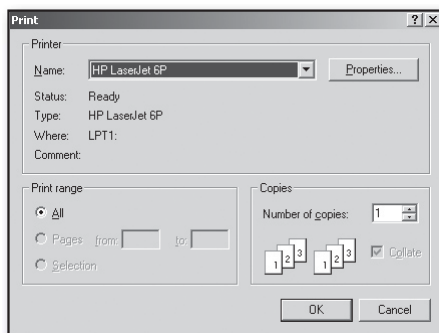 Print
Printer
Name: HP LaserJet 6P Properties...
Status: Ready
Type: HP LaserJet 6P
Where: LPT1:
Comment:
Print range
All
Pages from: to:
Selection
Copies
Number of copies: 1
1 2 3 1 2 3 Collate
OK Cancel